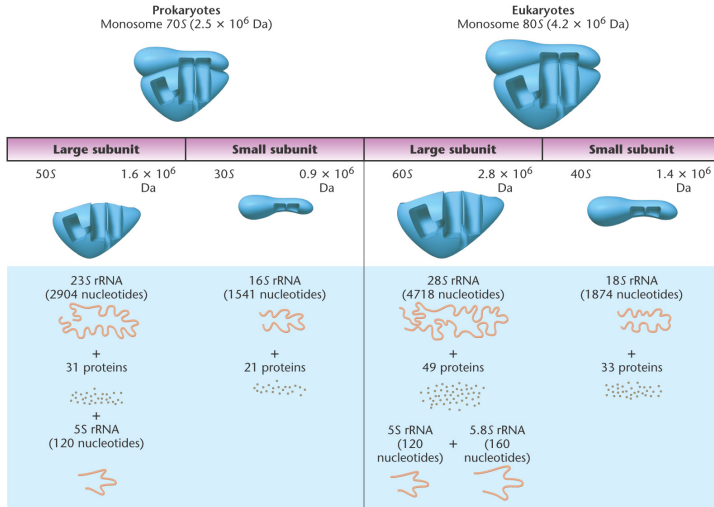 Prokaryotes
Monosome 70S (2.5 × 10⁶ Da)
Eukaryotes
Monosome 80S (4.2 × 10⁶ Da)
Large subunit
Small subunit
Large subunit
Small subunit
50S
1.6 × 10⁶
Da
30S
0.9 × 10⁶
Da
60S
2.8 × 10⁶
Da
40S
1.4 × 10⁶
Da
23S rRNA
(2904 nucleotides)
+
31 proteins
+
5S rRNA
(120 nucleotides)
16S rRNA
(1541 nucleotides)
+
21 proteins
28S rRNA
(4718 nucleotides)
+
49 proteins
5S rRNA
(120
nucleotides)
+
5.8S rRNA
(160
nucleotides)
18S rRNA
(1874 nucleotides)
+
33 proteins